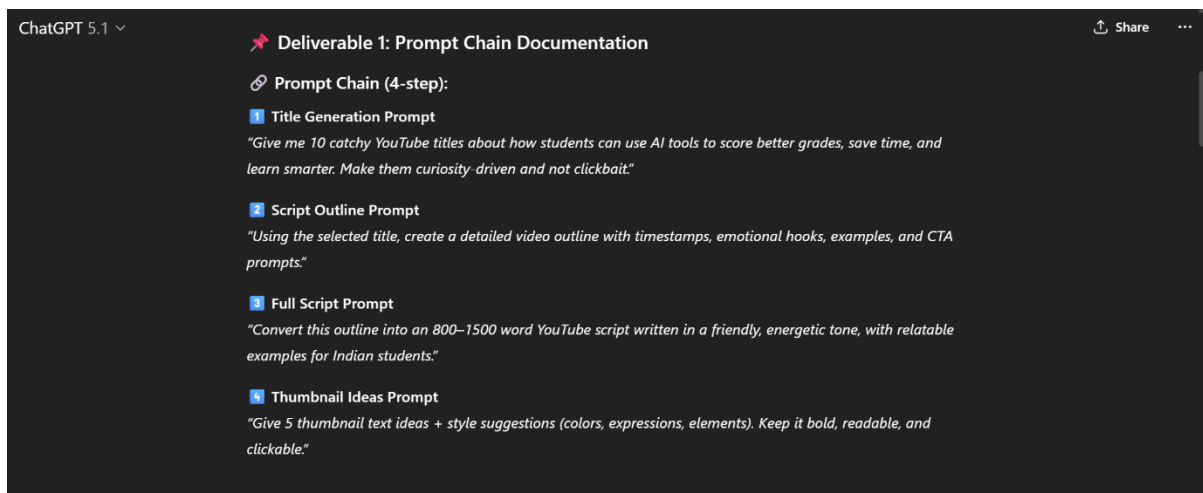 ChatGPT 5.1
Share
📌 Deliverable 1: Prompt Chain Documentation
🔗 Prompt Chain (4-step):
1️⃣ Title Generation Prompt
"Give me 10 catchy YouTube titles about how students can use AI tools to score better grades, save time, and
learn smarter. Make them curiosity-driven and not clickbait."
2️⃣ Script Outline Prompt
"Using the selected title, create a detailed video outline with timestamps, emotional hooks, examples, and CTA
prompts."
3️⃣ Full Script Prompt
"Convert this outline into an 800–1500 word YouTube script written in a friendly, energetic tone, with relatable
examples for Indian students."
4️⃣ Thumbnail Ideas Prompt
"Give 5 thumbnail text ideas + style suggestions (colors, expressions, elements). Keep it bold, readable, and
clickable."